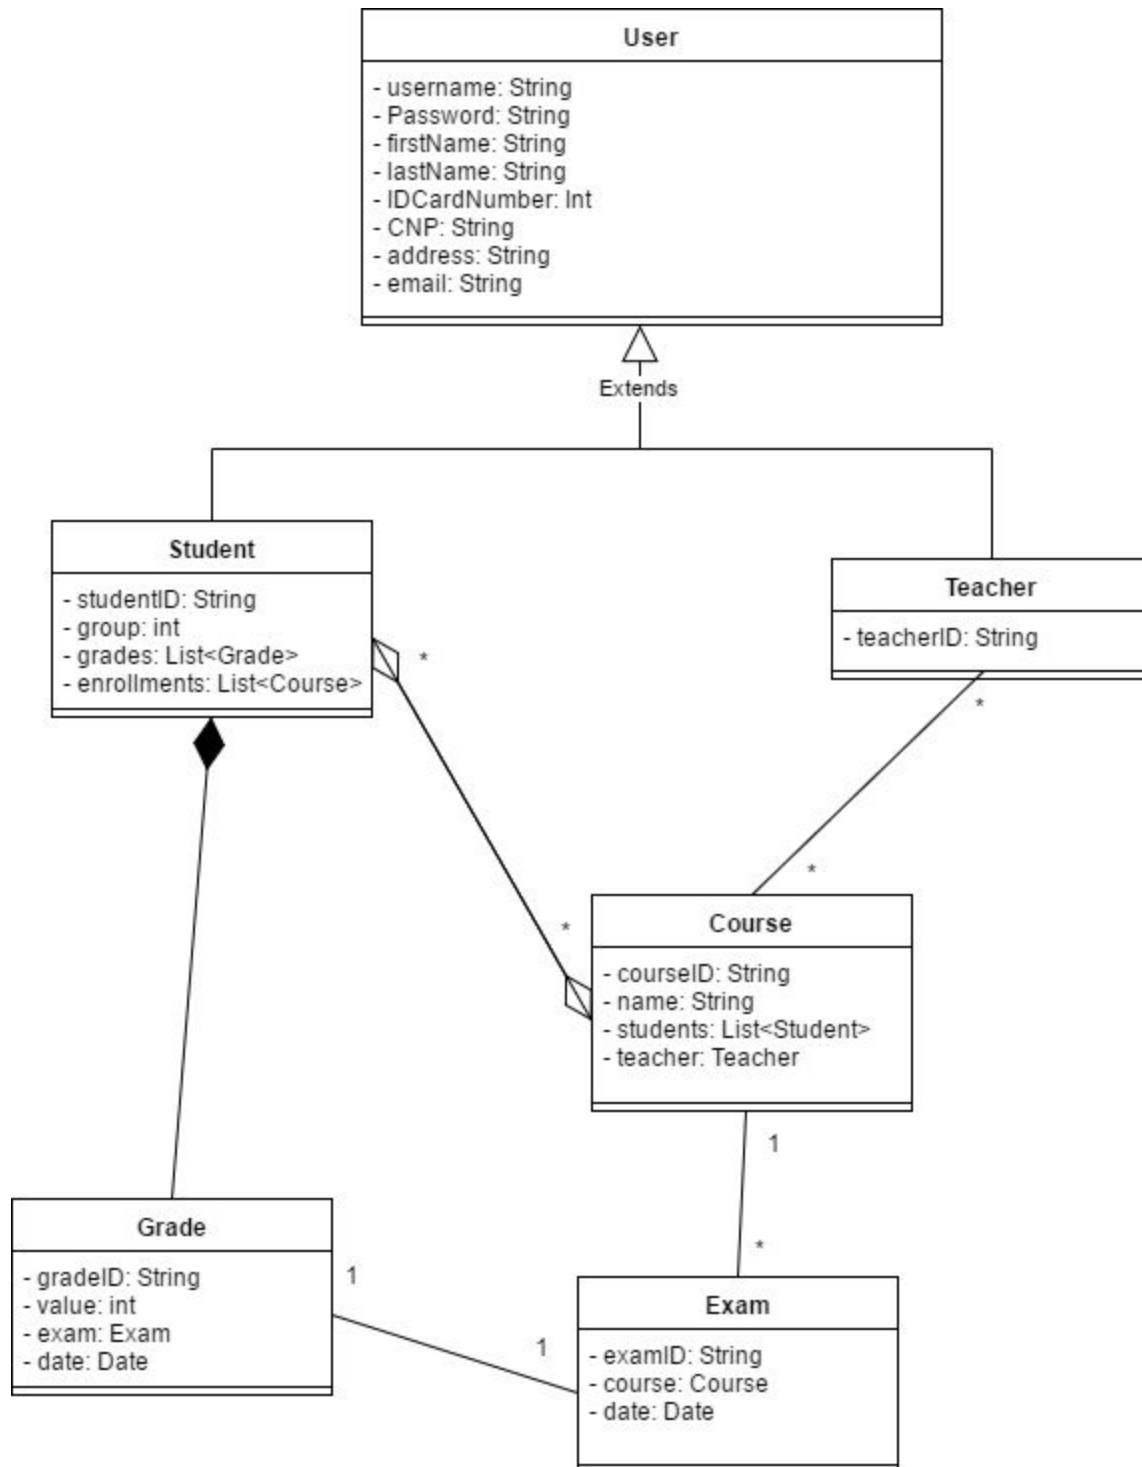 User
- username: String
- Password: String
- firstName: String
- lastName: String
- IDCardNumber: Int
- CNP: String
- address: String
- email: String
Extends
Student
- studentID: String
- group: int
- grades: List<Grade>
- enrollments: List<Course>
*
Teacher
- teacherID: String
*
*
*
Course
- courseID: String
- name: String
- students: List<Student>
- teacher: Teacher
1
*
Grade
- gradeID: String
- value: int
- exam: Exam
- date: Date
1
1
Exam
- examID: String
- course: Course
- date: Date